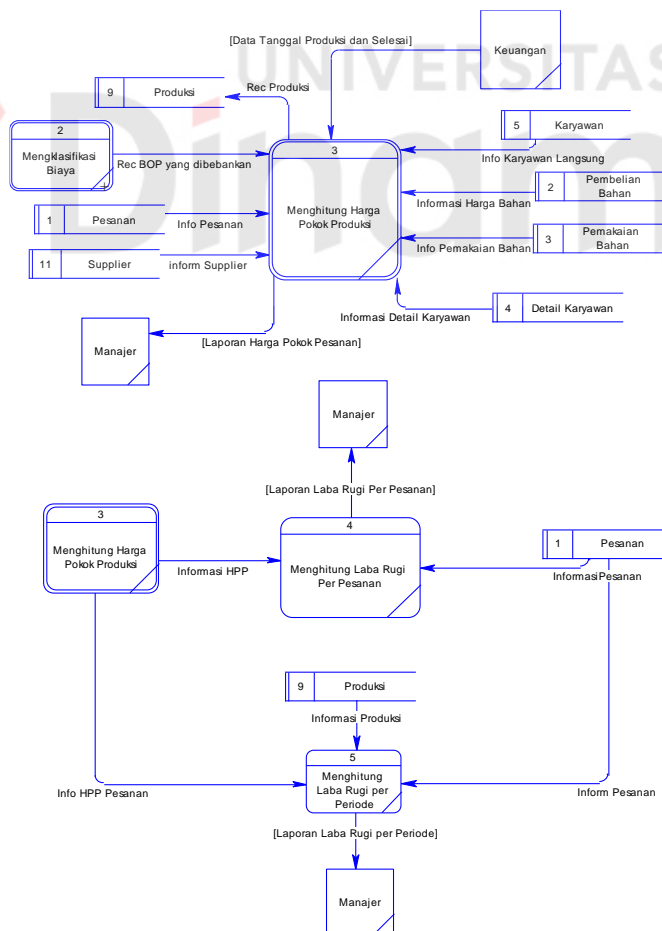 UNIVERSITAS
Dinam
[Data Tanggal Produksi dan Selesai]
Keuangan
9
Produksi
Rec Produksi
5
Karyawan
2
Mengklasifikasi
Biaya
+
Rec BOP yang dibebankan
3
Menghitung Harga
Pokok Produksi
Info Karyawan Langsung
2
Pembelian
Bahan
Informasi Harga Bahan
1
Pesanan
Info Pesanan
3
Pemakaian
Bahan
Info Pemakaian Bahan
11
Supplier
inform Supplier
4
Detail Karyawan
Informasi Detail Karyawan
Manajer
[Laporan Harga Pokok Pesanan]
Manajer
[Laporan Laba Rugi Per Pesanan]
3
Menghitung Harga
Pokok Produksi
4
Menghitung Laba Rugi
Per Pesanan
1
Pesanan
Informasi HPP
InformasiPesanan
9
Produksi
Informasi Produksi
5
Menghitung
Laba Rugi per
Periode
Info HPP Pesanan
Inform Pesanan
[Laporan Laba Rugi per Periode]
Manajer